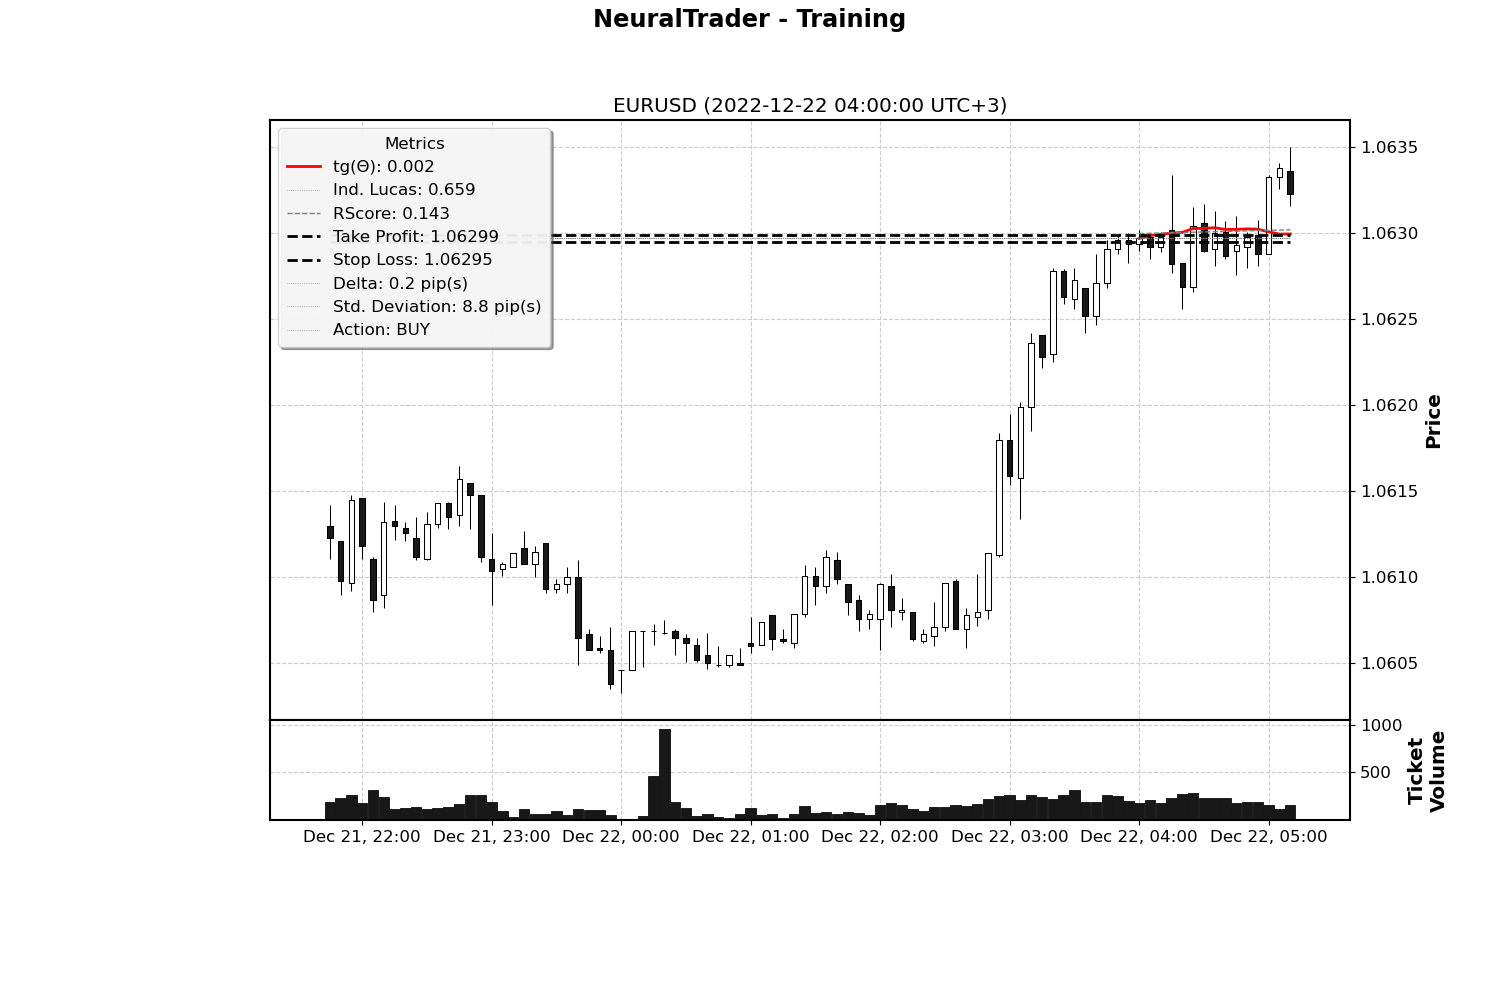 NeuralTrader - Training
EURUSD (2022-12-22 04:00:00 UTC+3)
Metrics
tg(Θ): 0.002
Ind. Lucas: 0.659
RScore: 0.143
Take Profit: 1.06299
Stop Loss: 1.06295
Delta: 0.2 pip(s)
Std. Deviation: 8.8 pip(s)
Action: BUY
1.0635
1.0630
1.0625
1.0620
1.0615
1.0610
1.0605
Price
1000
500
Ticket
Volume
Dec 21, 22:00 Dec 21, 23:00 Dec 22, 00:00 Dec 22, 01:00 Dec 22, 02:00 Dec 22, 03:00 Dec 22, 04:00 Dec 22, 05:00